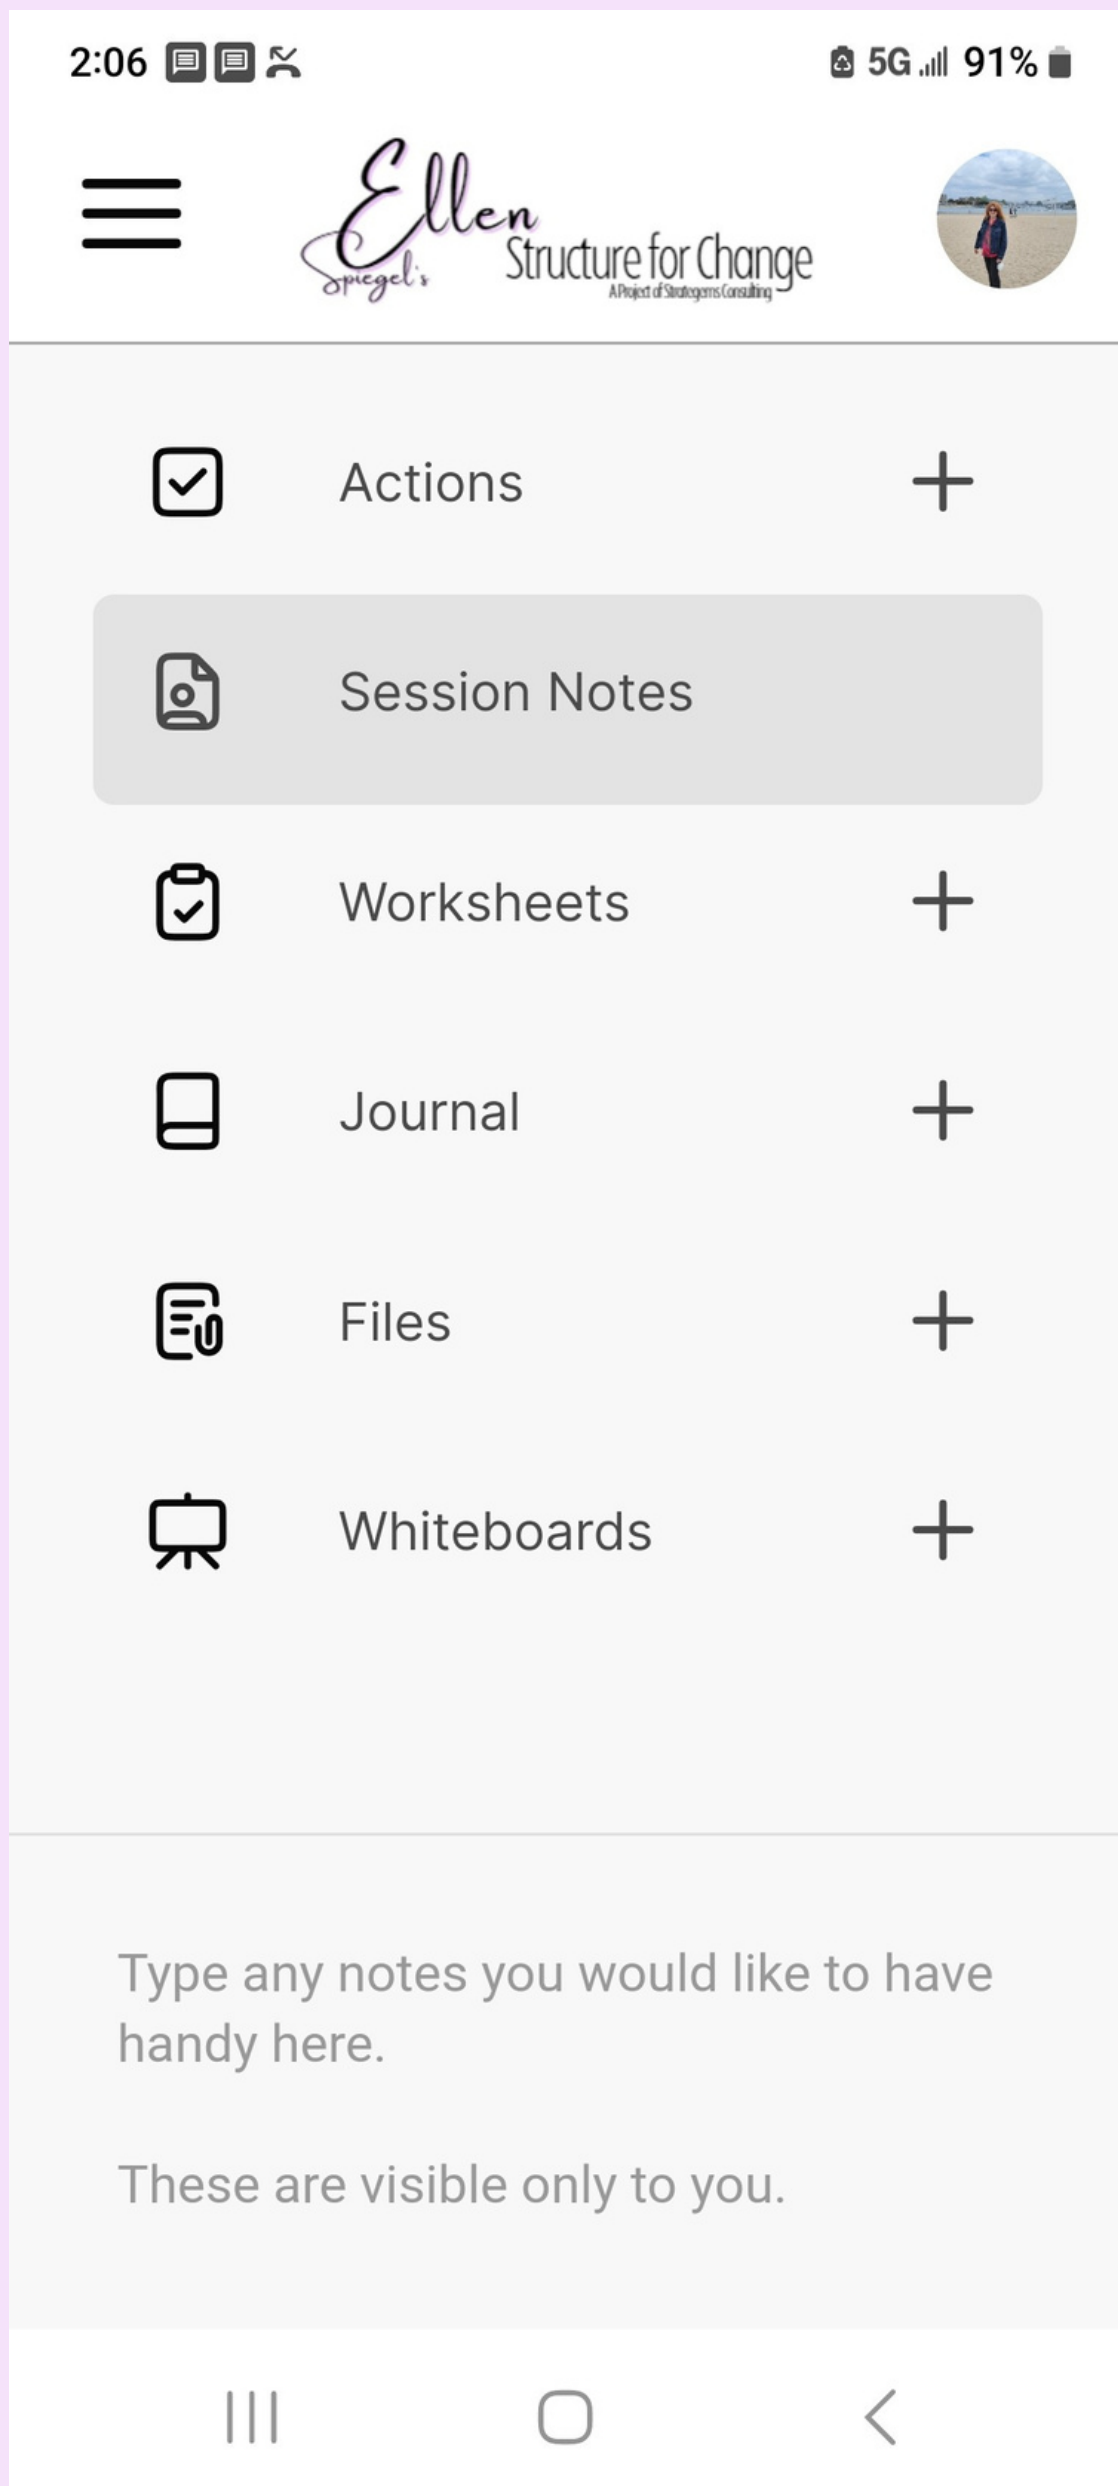 2:06 5G 91%
Ellen
Spiegel's
Structure for Change
A Project of Strategems Consulting
Actions
Session Notes
Worksheets
Journal
Files
Whiteboards
Type any notes you would like to have
handy here.
These are visible only to you.